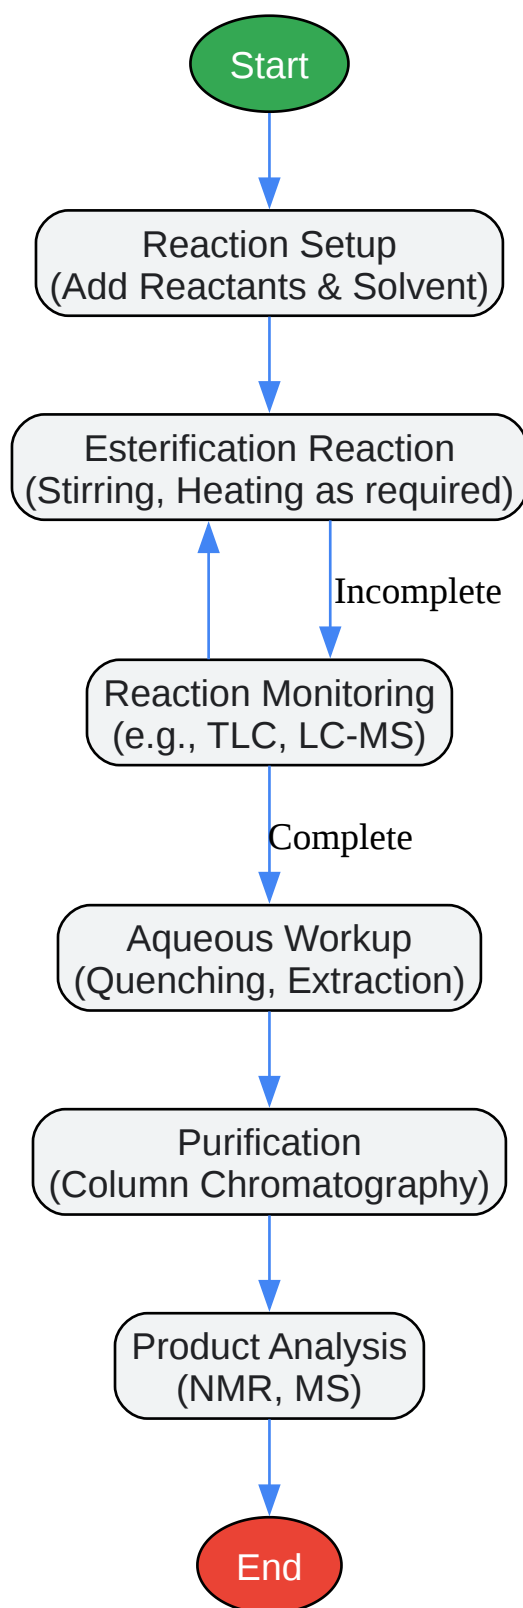 Start
Reaction Setup
(Add Reactants & Solvent)
Esterification Reaction
(Stirring, Heating as required)
Incomplete
Reaction Monitoring
(e.g., TLC, LC-MS)
Complete
Aqueous Workup
(Quenching, Extraction)
Purification
(Column Chromatography)
Product Analysis
(NMR, MS)
End